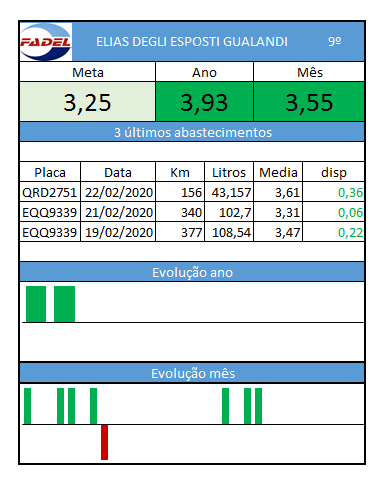 FADEL
ELIAS DEGLI ESPOSTI GUALANDI 9º
Meta Ano Mês
3,25 3,93 3,55
3 últimos abastecimentos
Placa Data Km Litros Media disp
QRD2751 22/02/2020 156 43,157 3,61 0,36
EQQ9339 21/02/2020 340 102,7 3,31 0,06
EQQ9339 19/02/2020 377 108,54 3,47 0,22
Evolução ano
Evolução mês